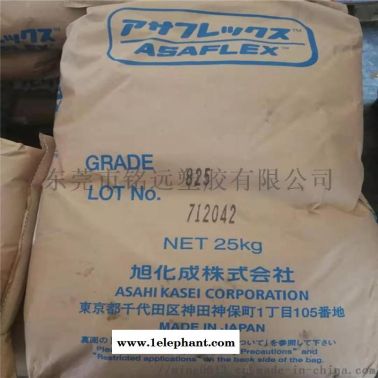 アサフレックス™
ASAFLEX™
GRADE 825
东莞市铭远塑胶有限公司
LOT No. 712042
NET 25kg
旭化成株式会社
ASAHI KASEI CORPORATION
東京都千代田区神田神保町1丁目105番地
MADE IN JAPAN
www.1elephant.com
Precautions" and
"Restricted applications" on the back side of the bag.